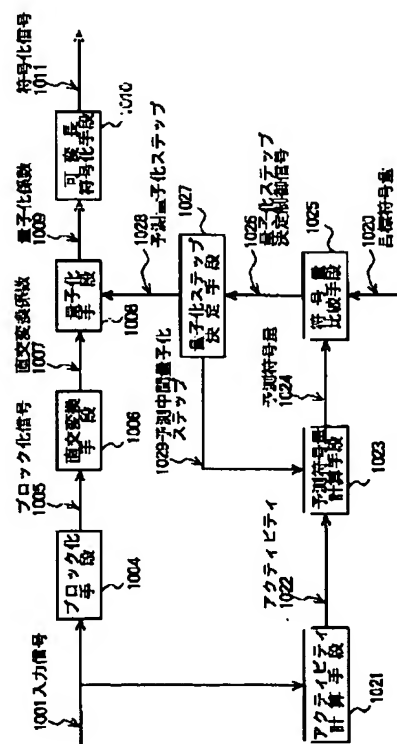 1001入力信号
ブロック化
手段
1004
ブロック化信号
1005
直交変換
手段
1006
直交変換係数
1007
量子化
手段
1008
量子化係数
1009
可変長
符号化手段
1010
符号化信号
1011
1028
予測量子化ステップ
量子化ステップ
決定手段
1027
1029予測中間量子化
ステップ
1026
量子化ステップ
決定制御信号
アクティビティ
計算手段
1021
アクティビティ
1022
予測符号量
計算手段
1023
予測符号量
1024
符号量
比較手段
1025
1020
目標符号量